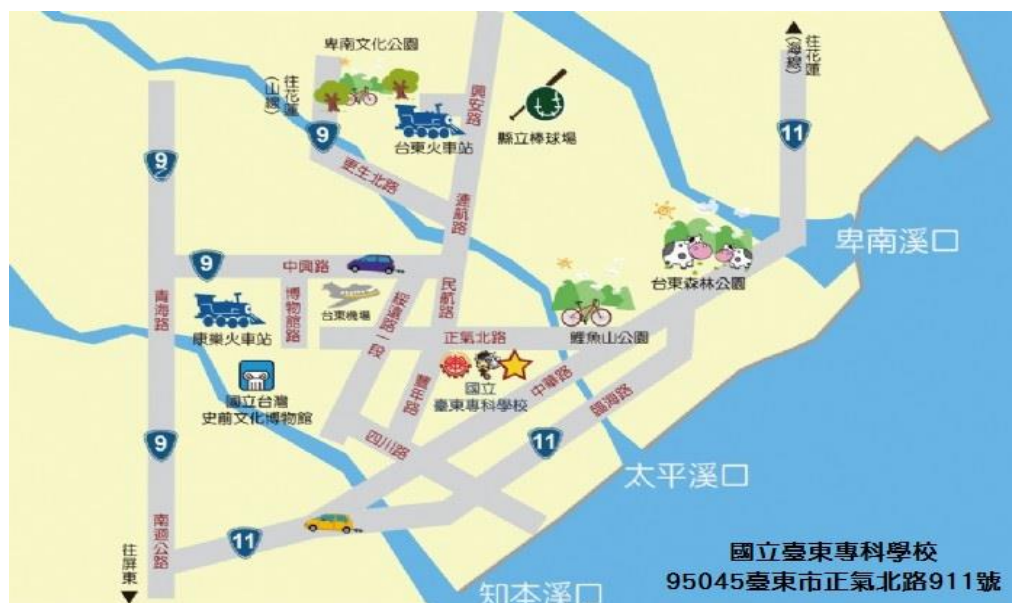 卑南文化公園
往花蓮
(山線)
往花蓮
(海線)
9
興安路
台東火車站
縣立棒球場
11
9
9
更生北路
連航路
卑南溪口
台東森林公園
9
中興路
青海路
博物館路
台東機場
民航路
康樂火車站
綏遠路一段
正氣北路
鯉魚山公園
國立台灣
史前文化博物館
國立
臺東專科學校
豐年路
中華路
臨海路
四川路
9
11
太平溪口
南迴公路
11
往屏東
知本溪口
國立臺東專科學校
95045臺東市正氣北路911號